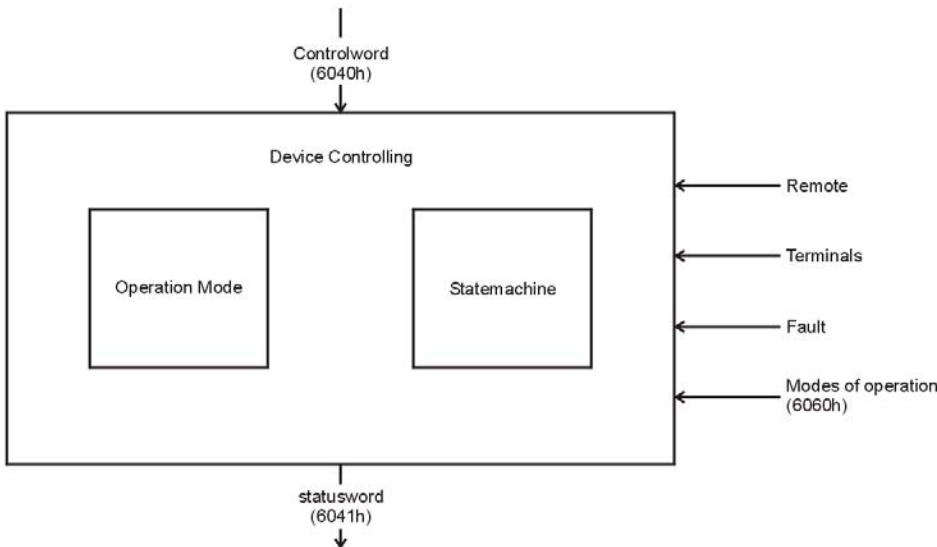 Controlword
(6040h)
Device Controlling
Remote
Operation Mode
Statemachine
Terminals
Fault
Modes of operation
(6060h)
statusword
(6041h)